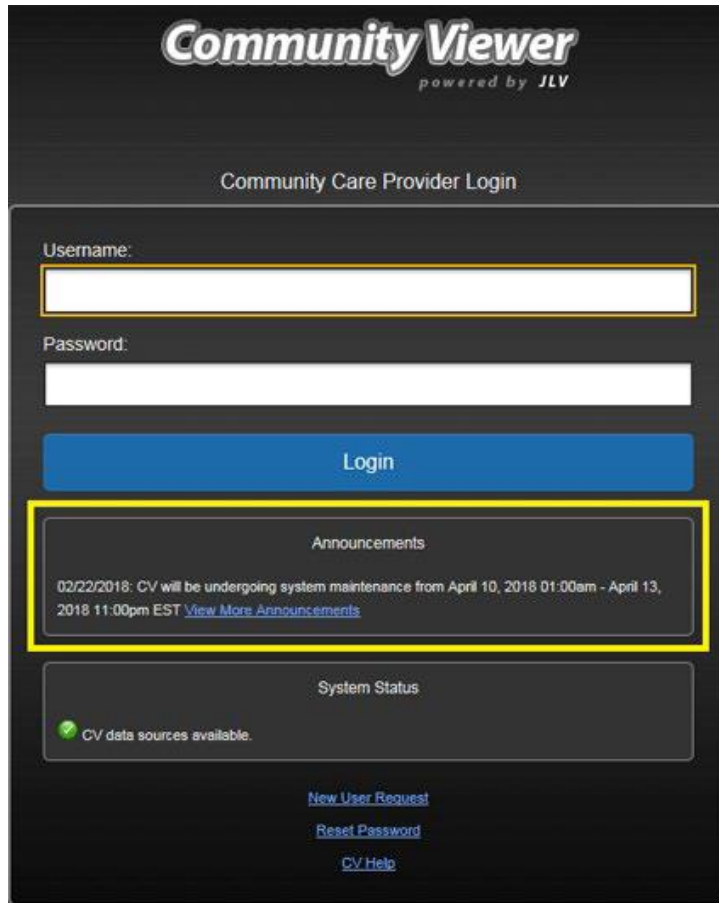 Community Viewer
powered by JLV
Community Care Provider Login
Username:
Password:
Login
Announcements
02/22/2018: CV will be undergoing system maintenance from April 10, 2018 01:00am - April 13,
2018 11:00pm EST View More Announcements
System Status
CV data sources available.
New User Request
Reset Password
CV Help